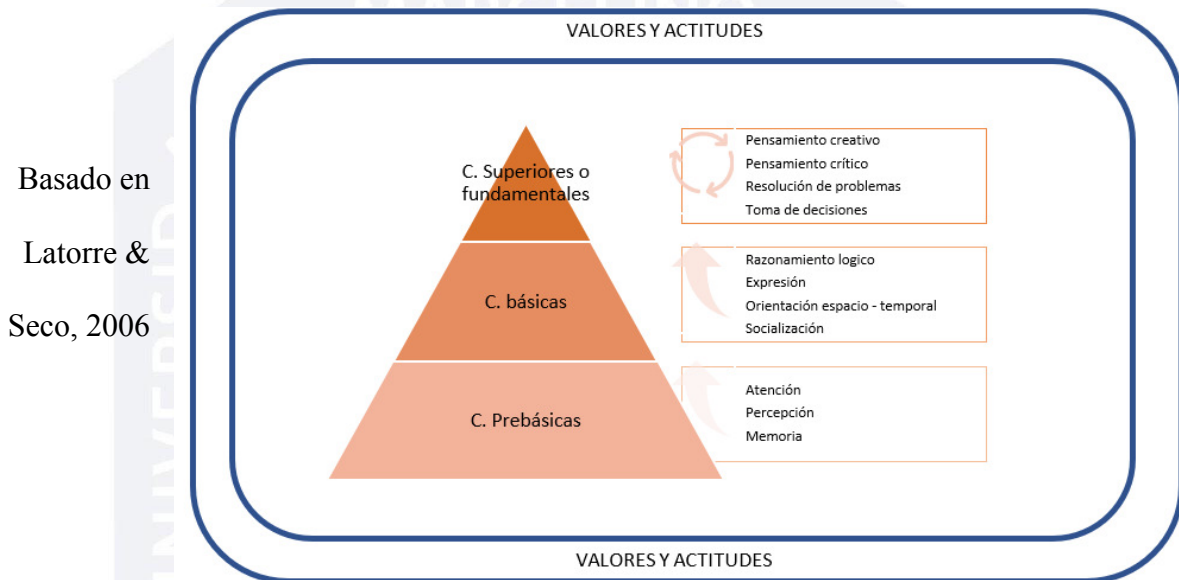 VALORES Y ACTITUDES
Basado en
Latorre &
Seco, 2006
C. Superiores o
fundamentales
Pensamiento creativo
Pensamiento crítico
Resolución de problemas
Toma de decisiones
C. básicas
Razonamiento logico
Expresión
Orientación espacio - temporal
Socialización
C. Prebásicas
Atención
Percepción
Memoria
VALORES Y ACTITUDES